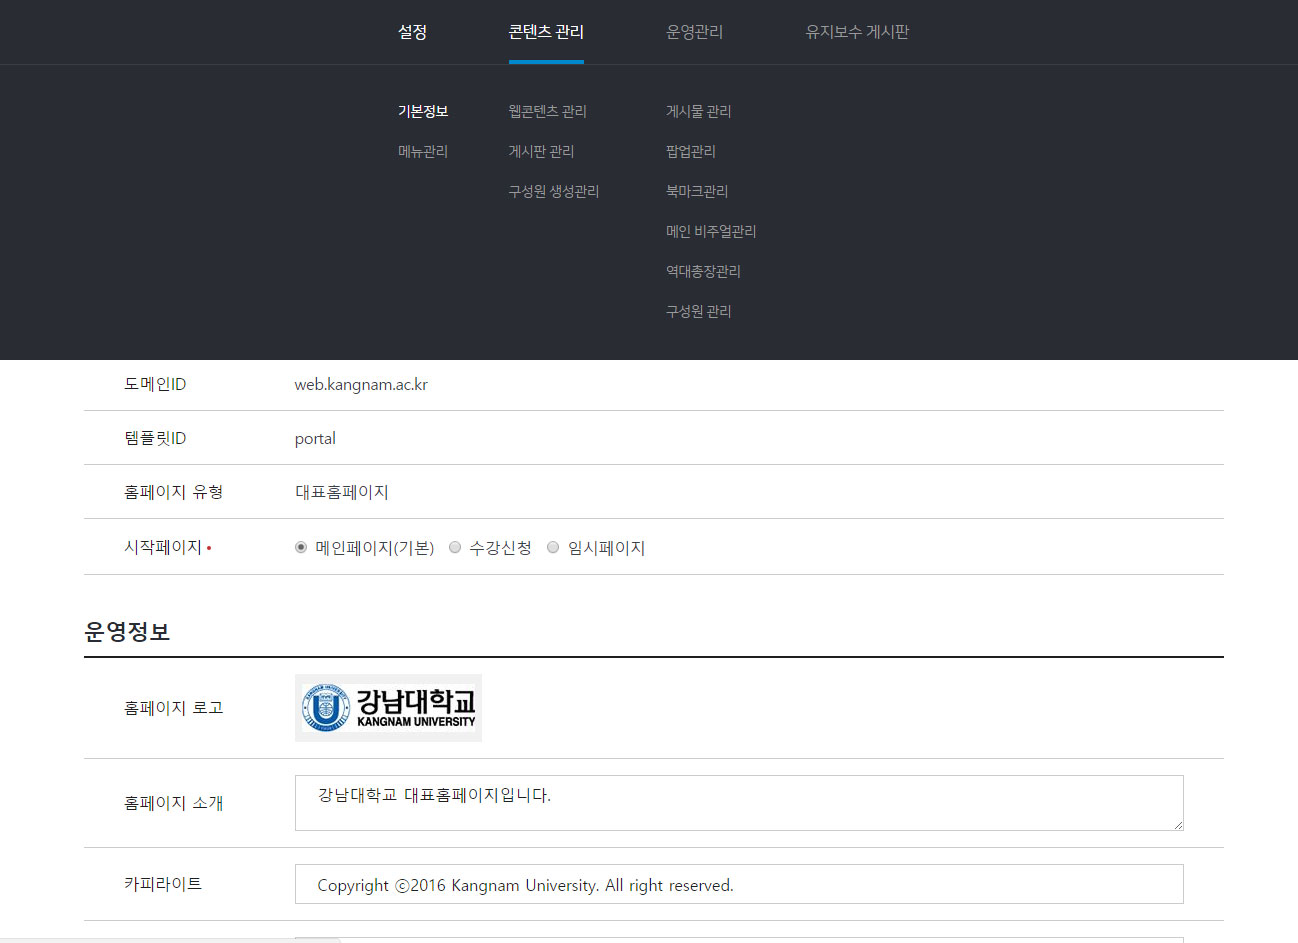 설정 콘텐츠 관리 운영관리 유지보수 게시판
기본정보 웹콘텐츠 관리 게시물 관리
메뉴관리 게시판 관리 팝업관리
구성원 생성관리 북마크관리
메인 비주얼관리
역대총장관리
구성원 관리
도메인ID web.kangnam.ac.kr
템플릿ID portal
홈페이지 유형 대표홈페이지
시작페이지 • 메인페이지(기본) 수강신청 임시페이지
운영정보
홈페이지 로고 강남대학교
KANGNAM UNIVERSITY
홈페이지 소개 강남대학교 대표홈페이지입니다.
카피라이트 Copyright ⓒ2016 Kangnam University. All right reserved.